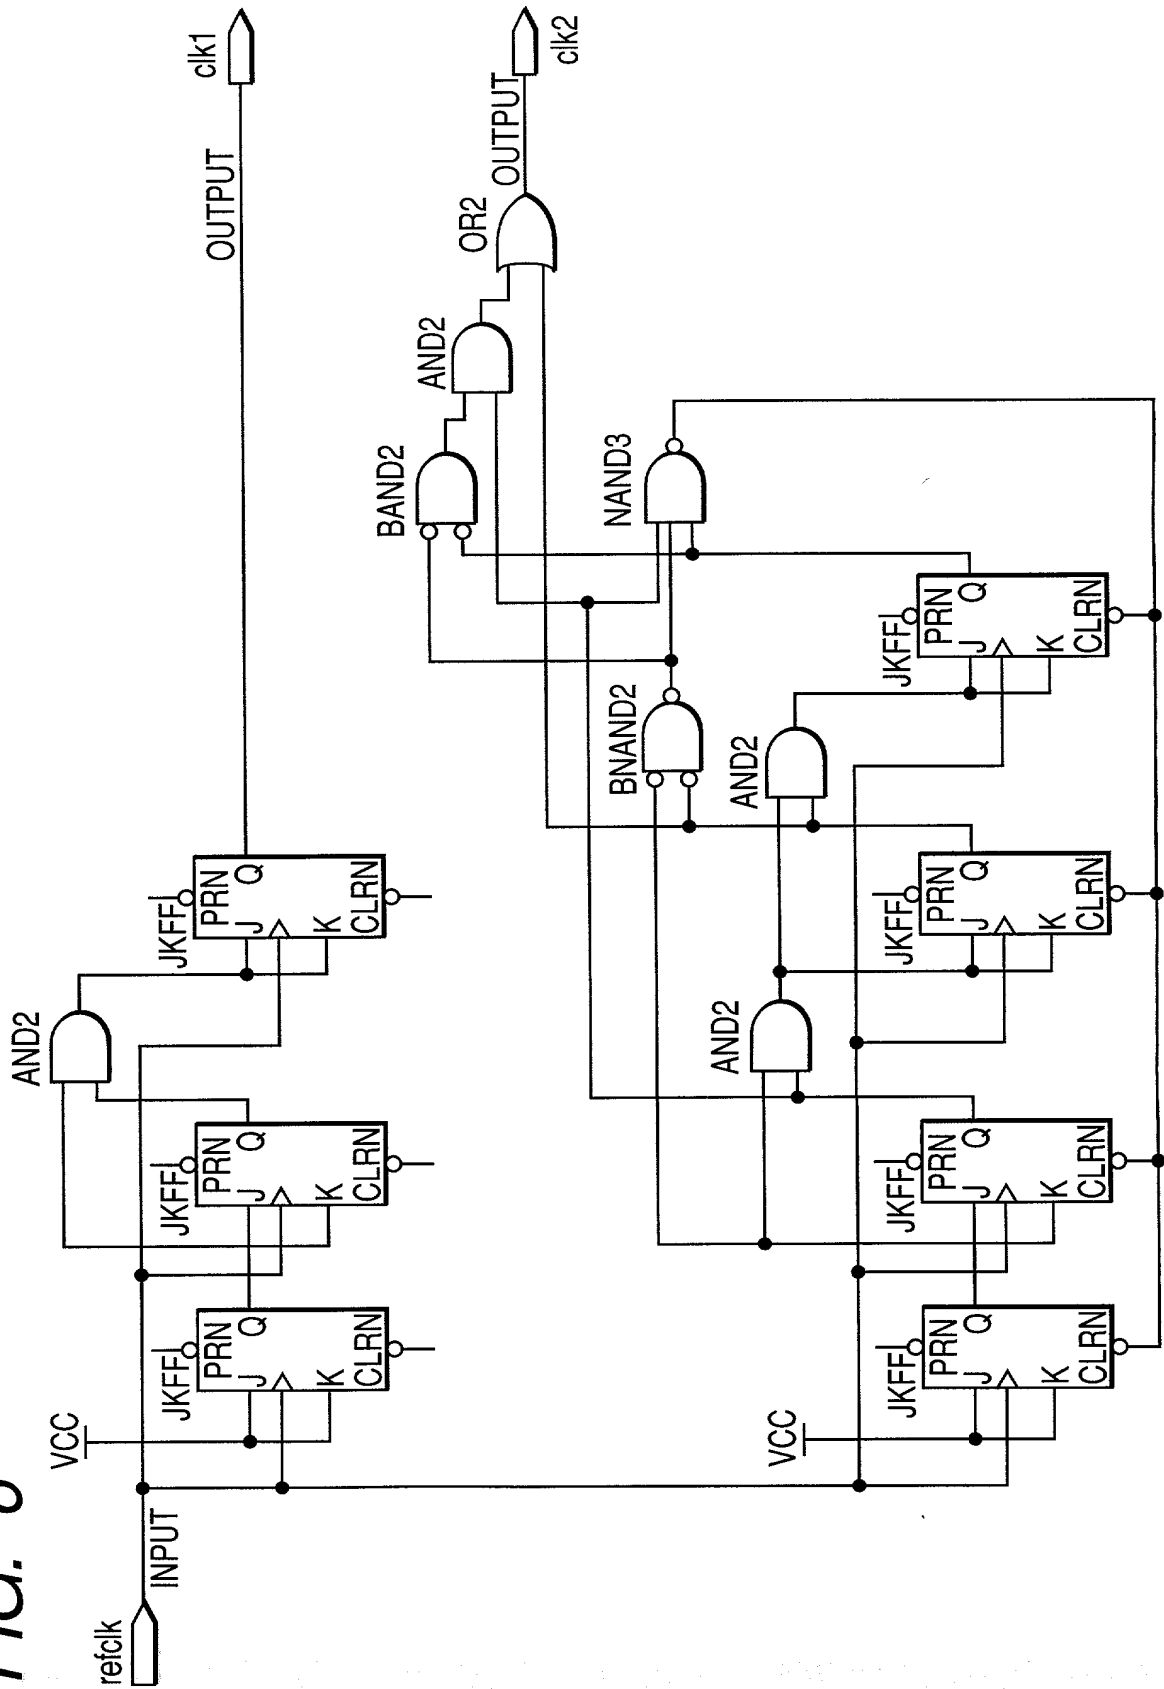 refclk
INPUT
VCC
JKFF
PRN
J
Q
K
CLRN
JKFF
PRN
J
Q
K
CLRN
AND2
JKFF
PRN
J
Q
K
CLRN
OUTPUT
clk1
VCC
JKFF
PRN
J
Q
K
CLRN
JKFF
PRN
J
Q
K
CLRN
AND2
JKFF
PRN
J
Q
K
CLRN
AND2
BNAND2
JKFF
PRN
J
Q
K
CLRN
NAND3
BAND2
AND2
OR2
OUTPUT
clk2